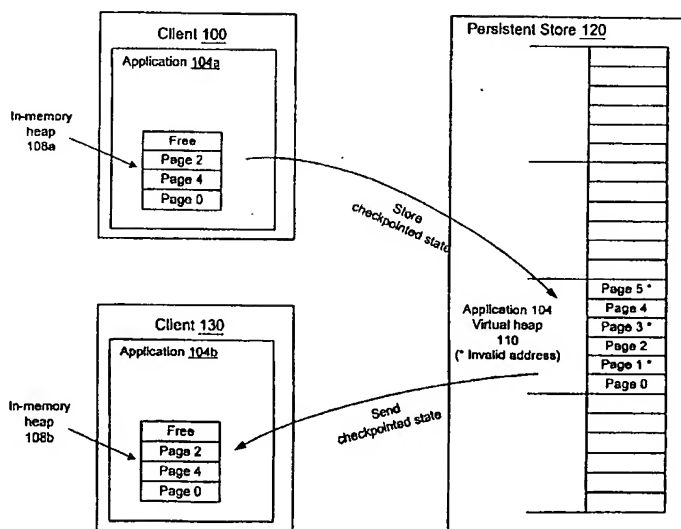 Client 100
Application 104a
In-memory
heap
108a
Free
Page 2
Page 4
Page 0
Store
checkpointed state
Persistent Store 120
Page 5 *
Page 4
Page 3 *
Page 2
Page 1 *
Page 0
Application 104
Virtual heap
110
(* Invalid address)
Send
checkpointed state
Client 130
Application 104b
In-memory
heap
108b
Free
Page 2
Page 4
Page 0